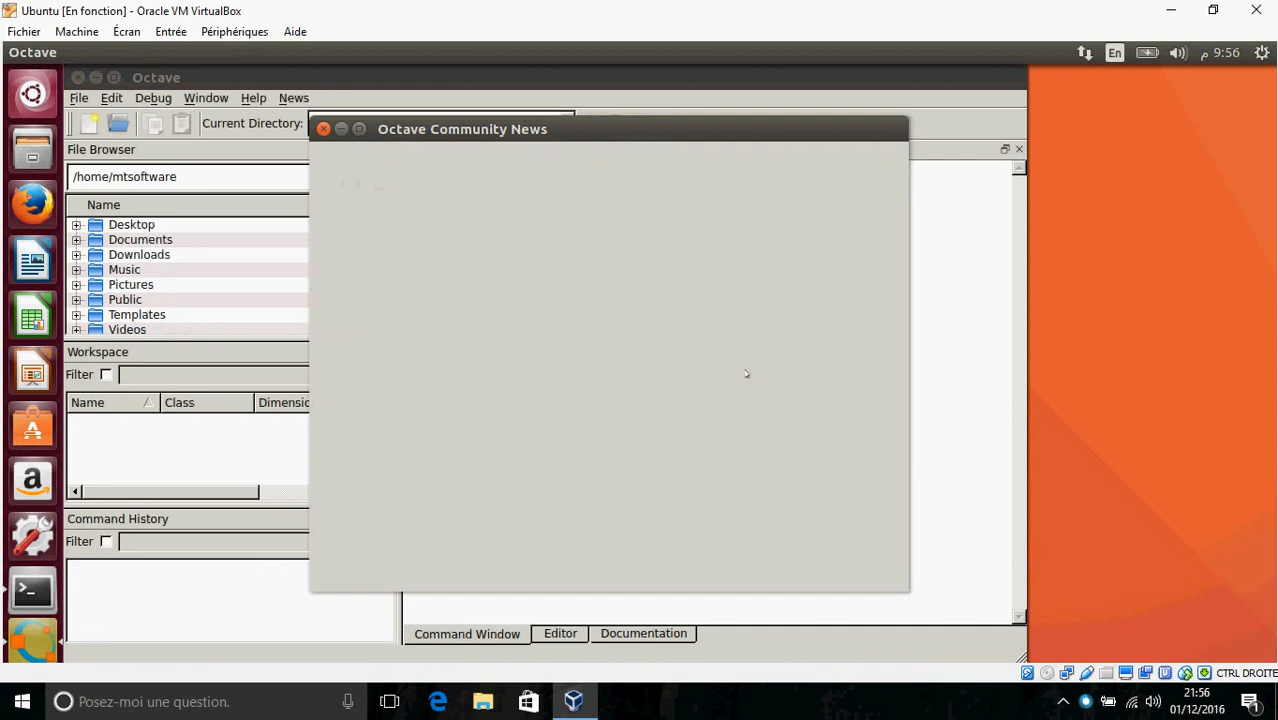 Ubuntu [En fonction] - Oracle VM VirtualBox
Fichier Machine Écran Entrée Périphériques Aide
Octave
En
9:56 م
Octave
File Edit Debug Window Help News
Current Directory:
Octave Community News
File Browser
/home/mtsoftware
Name
Desktop
Documents
Downloads
Music
Pictures
Public
Templates
Videos
Workspace
Filter
Name Class Dimensic
Command History
Filter
Command Window Editor Documentation
CTRL DROITE
Posez-moi une question.
21:56
01/12/2016
1